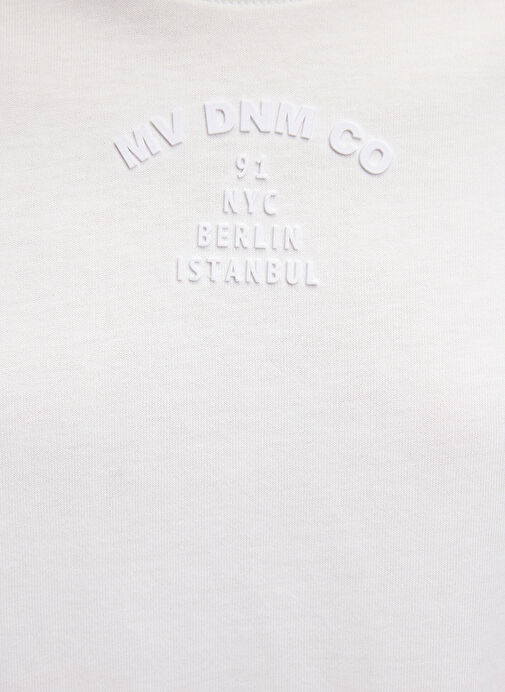 MV DNM CO
91
NYC
BERLIN
ISTANBUL